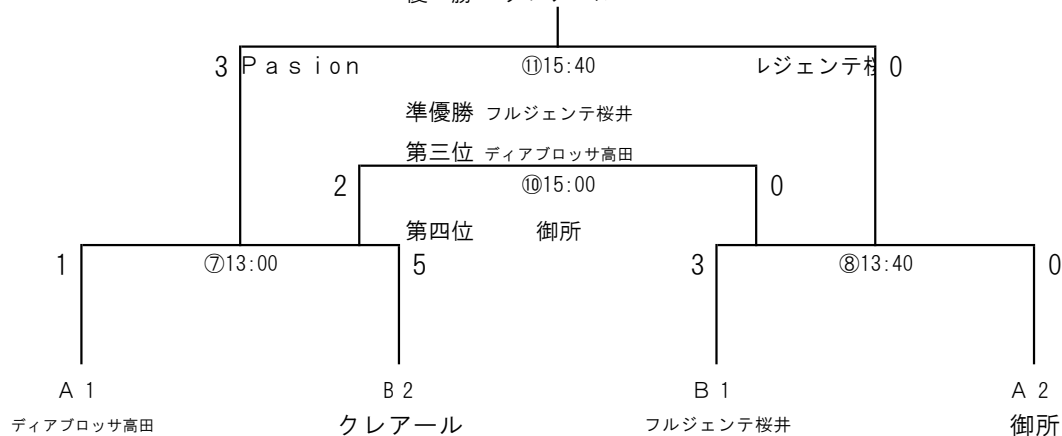 3 Pasion ⑪15:40 レジェンテ桜 0
準優勝 フルジェンテ桜井
第三位 ディアブロッサ高田
2 ⑩15:00 0
第四位 御所
1 ⑦13:00 5 3 ⑧13:40 0
A1 B2 B1 A2
ディアブロッサ高田 クレアール フルジェンテ桜井 御所